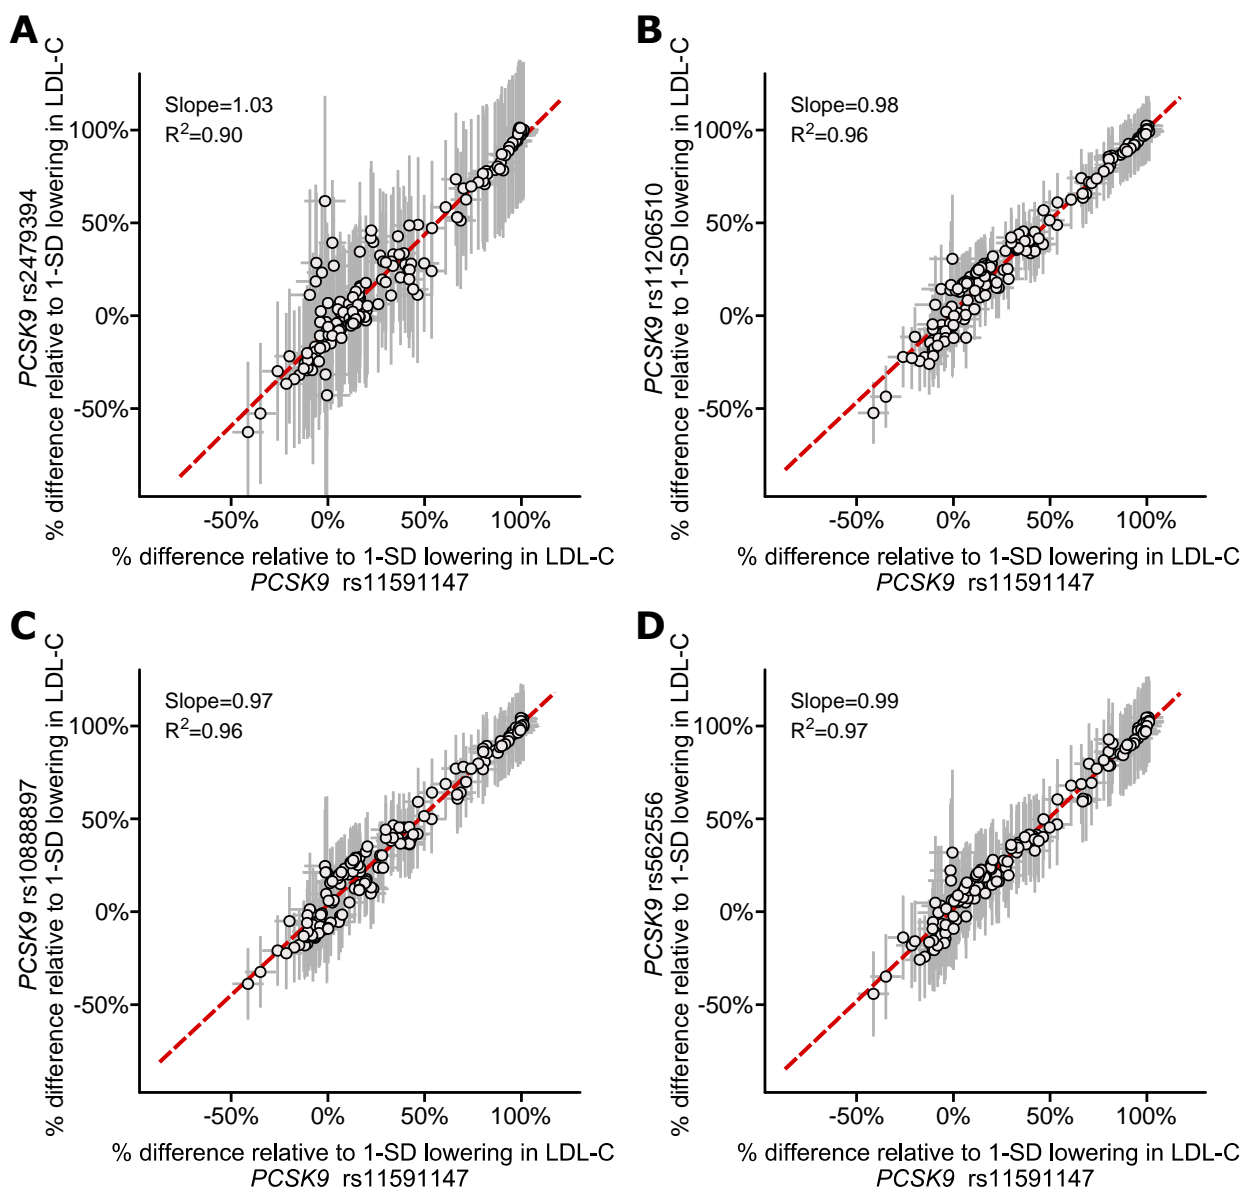 A
PCSK9 rs2479394
% difference relative to 1-SD lowering in LDL-C
Slope=1.03
R²=0.90
100%
50%
0%
-50%
-50% 0% 50% 100%
% difference relative to 1-SD lowering in LDL-C
PCSK9 rs11591147
B
PCSK9 rs11206510
% difference relative to 1-SD lowering in LDL-C
Slope=0.98
R²=0.96
100%
50%
0%
-50%
-50% 0% 50% 100%
% difference relative to 1-SD lowering in LDL-C
PCSK9 rs11591147
C
PCSK9 rs10888897
% difference relative to 1-SD lowering in LDL-C
Slope=0.97
R²=0.96
100%
50%
0%
-50%
-50% 0% 50% 100%
% difference relative to 1-SD lowering in LDL-C
PCSK9 rs11591147
D
PCSK9 rs562556
% difference relative to 1-SD lowering in LDL-C
Slope=0.99
R²=0.97
100%
50%
0%
-50%
-50% 0% 50% 100%
% difference relative to 1-SD lowering in LDL-C
PCSK9 rs11591147